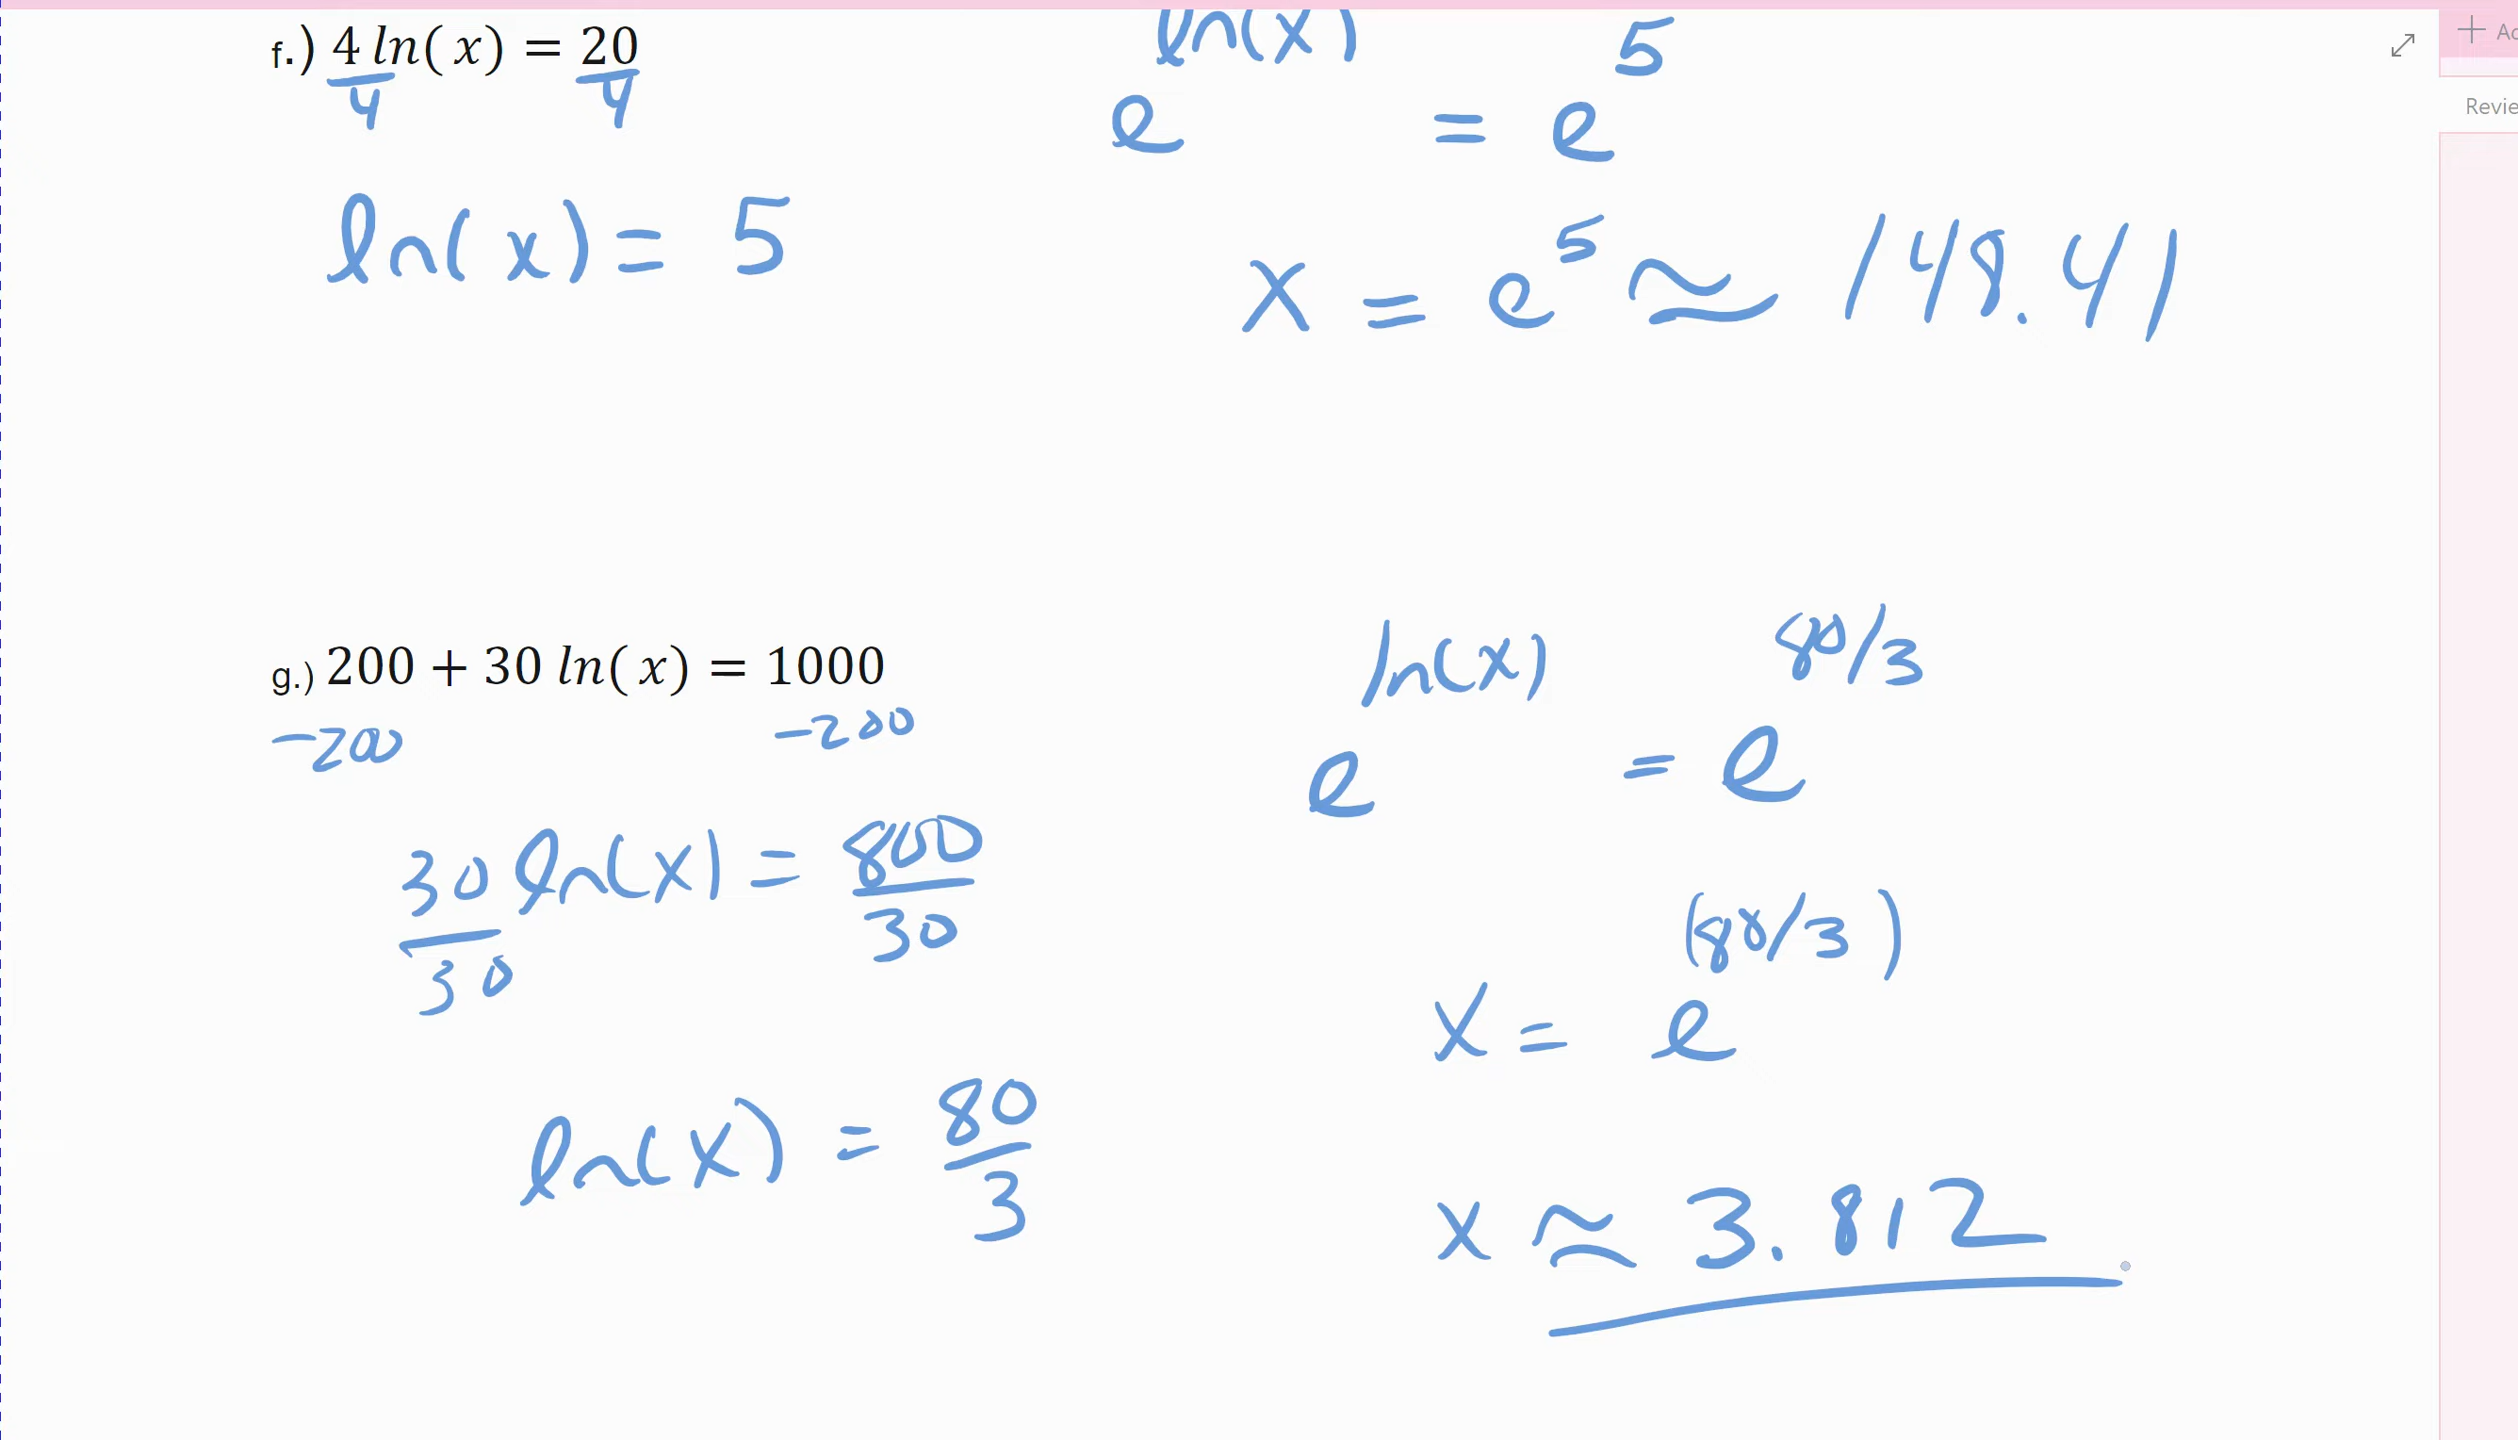 f.) 4 ln( x ) = 20
4 4
ln( x ) = 5
e^ln(x) = e^5
x = e^5 ≈ 148.41
g.) 200 + 30 ln( x ) = 1000
-200 -200
30 ln(x) = 800
30 30
ln(x) = 80/3
e^ln(x) = e^80/3
x = e^(80/3)
x ≈ 3.812
Revie